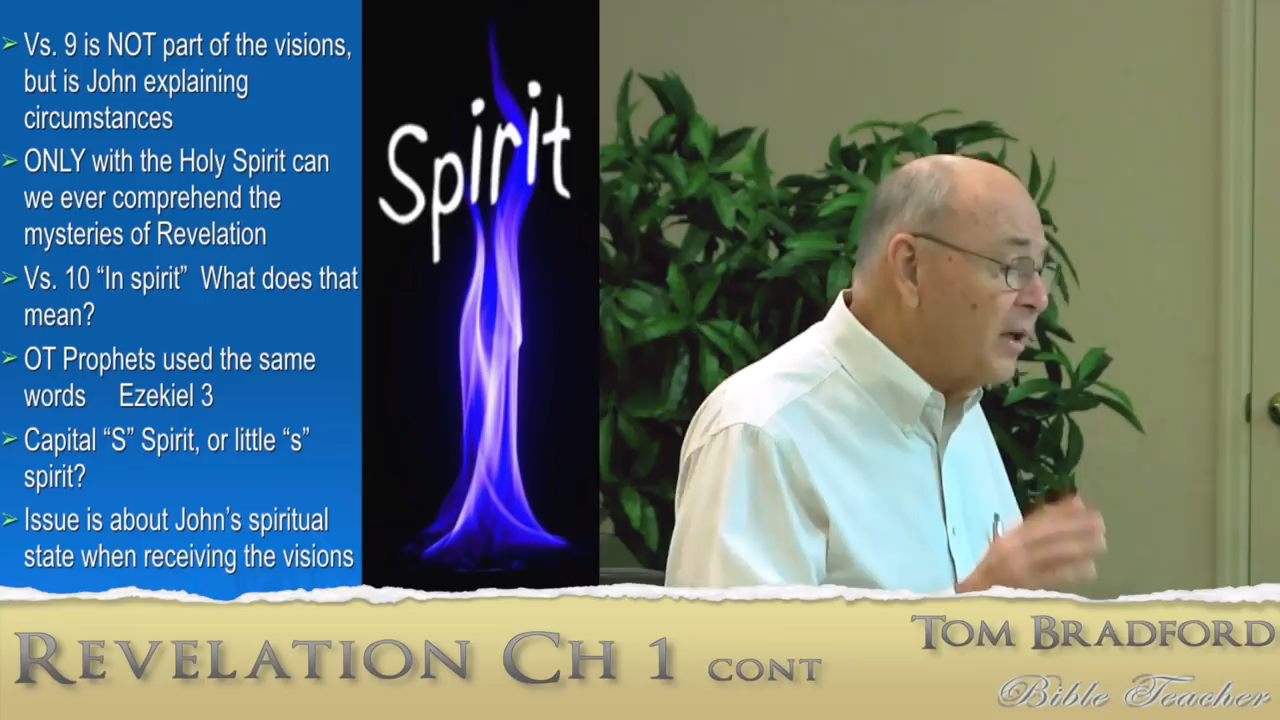 ➢ Vs. 9 is NOT part of the visions,
but is John explaining
circumstances
➢ ONLY with the Holy Spirit can
we ever comprehend the
mysteries of Revelation
➢ Vs. 10 “In spirit”  What does that
mean?
➢ OT Prophets used the same
words     Ezekiel 3
➢ Capital “S” Spirit, or little “s”
spirit?
➢ Issue is about John’s spiritual
state when receiving the visions
Spirit
REVELATION CH 1 CONT
TOM BRADFORD
Bible Teacher